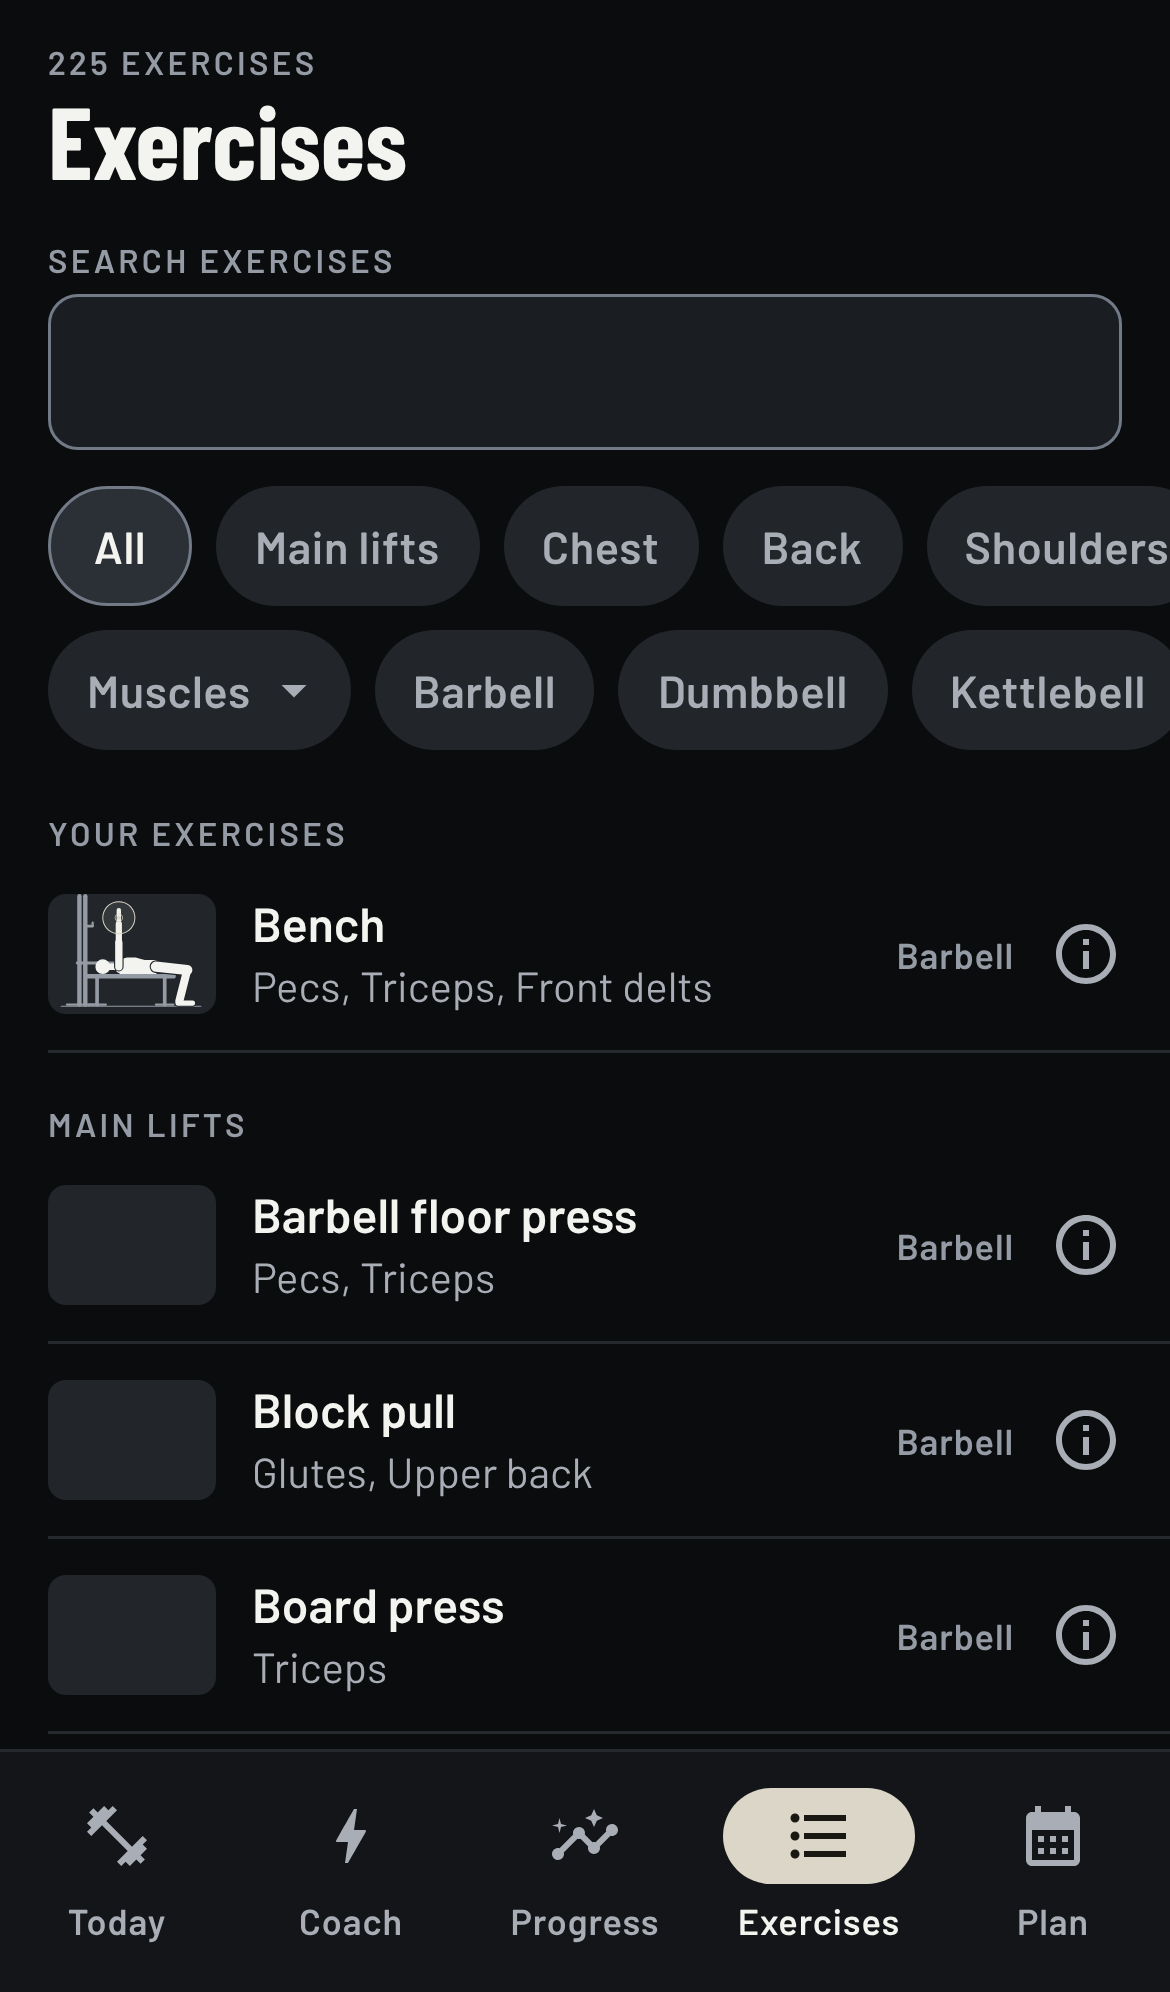 225 EXERCISES
Exercises
SEARCH EXERCISES
All Main lifts Chest Back Shoulders
Muscles Barbell Dumbbell Kettlebell
YOUR EXERCISES
Bench
Pecs, Triceps, Front delts
Barbell
MAIN LIFTS
Barbell floor press
Pecs, Triceps
Barbell
Block pull
Glutes, Upper back
Barbell
Board press
Triceps
Barbell
Today Coach Progress Exercises Plan